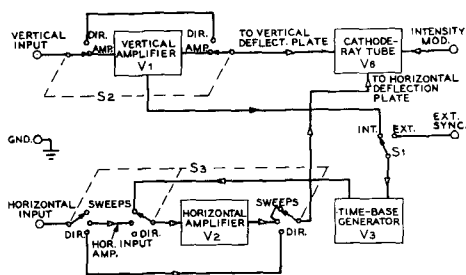 VERTICAL
INPUT
DIR.
AMP.
VERTICAL
AMPLIFIER
V1
DIR.
AMP.
S2
TO VERTICAL
DEFLECT. PLATE
CATHODE-
RAY TUBE
V6
INTENSITY
MOD.
TO HORIZONTAL
DEFLECTION
PLATE
EXT.
SYNC.
INT.
EXT.
S1
GND.
S3
HORIZONTAL
INPUT
SWEEPS
DIR.
HOR. INPUT
AMP.
SWEEPS
DIR.
HORIZONTAL
AMPLIFIER
V2
SWEEPS
DIR.
TIME-BASE
GENERATOR
V3